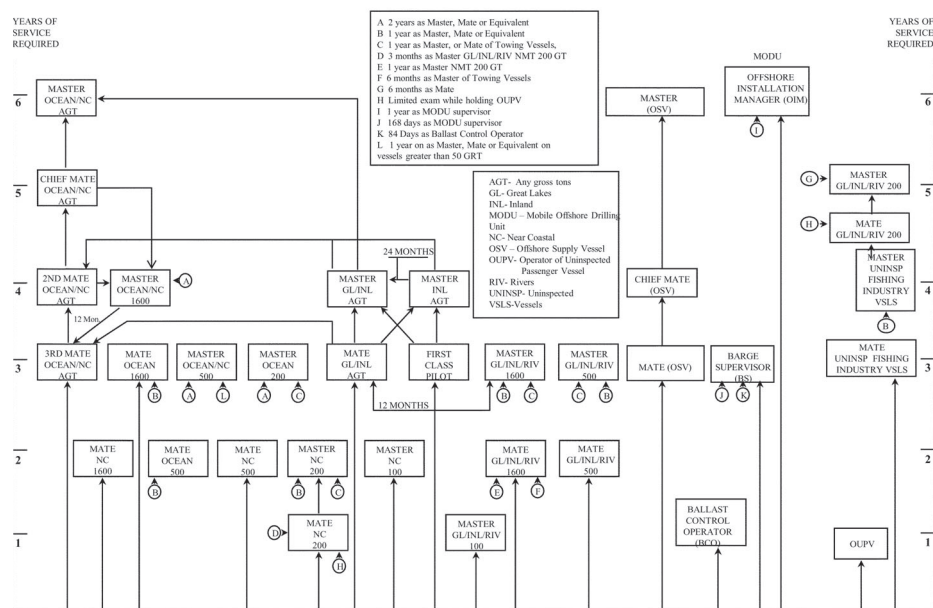 YEARS OF
SERVICE
REQUIRED
A 2 years as Master, Mate or Equivalent
B 1 year as Master, Mate or Equivalent
C 1 year as Master, or Mate of Towing Vessels,
D 3 months as Master GL/INL/RIV NMT 200 GT
E 1 year as Master NMT 200 GT
F 6 months as Master of Towing Vessels
G 6 months as Mate
H Limited exam while holding OUPV
I 1 year as MODU supervisor
J 168 days as MODU supervisor
K 84 Days as Ballast Control Operator
L 1 year on as Master, Mate or Equivalent on
vessels greater than 50 GRT
YEARS OF
SERVICE
REQUIRED
MODU
6
MASTER
OCEAN/NC
AGT
MASTER
(OSV)
OFFSHORE
INSTALLATION
MANAGER (OIM)
I
6
5
CHIEF MATE
OCEAN/NC
AGT
AGT- Any gross tons
GL- Great Lakes
INL- Inland
MODU – Mobile Offshore Drilling
Unit
NC- Near Coastal
OSV – Offshore Supply Vessel
OUPV- Operator of Uninspected
Passenger Vessel
RIV- Rivers
UNINSP- Uninspected
VSLS-Vessels
G
MASTER
GL/INL/RIV 200
5
H
MATE
GL/INL/RIV 200
24 MONTHS
4
2ND MATE
OCEAN/NC
AGT
MASTER
OCEAN/NC
1600
A
MASTER
GL/INL
AGT
MASTER
INL
AGT
CHIEF MATE
(OSV)
MASTER
UNINSP
FISHING
INDUSTRY
VSLS
B
4
12 Mon.
3
3RD MATE
OCEAN/NC
AGT
MATE
OCEAN
1600
B
MASTER
OCEAN/NC
500
A
L
MASTER
OCEAN
200
A
C
MATE
GL/INL
AGT
FIRST
CLASS
PILOT
MASTER
GL/INL/RIV
1600
B
C
MASTER
GL/INL/RIV
500
C
B
MATE (OSV)
BARGE
SUPERVISOR
(BS)
J
K
MATE
UNINSP FISHING
INDUSTRY VSLS
3
12 MONTHS
2
MATE
NC
1600
MATE
OCEAN
500
B
MATE
NC
500
MASTER
NC
200
B
C
MASTER
NC
100
MATE
GL/INL/RIV
1600
E
F
MATE
GL/INL/RIV
500
2
1
D
MATE
NC
200
H
MASTER
GL/INL/RIV
100
BALLAST
CONTROL
OPERATOR
(BCO)
OUPV
1